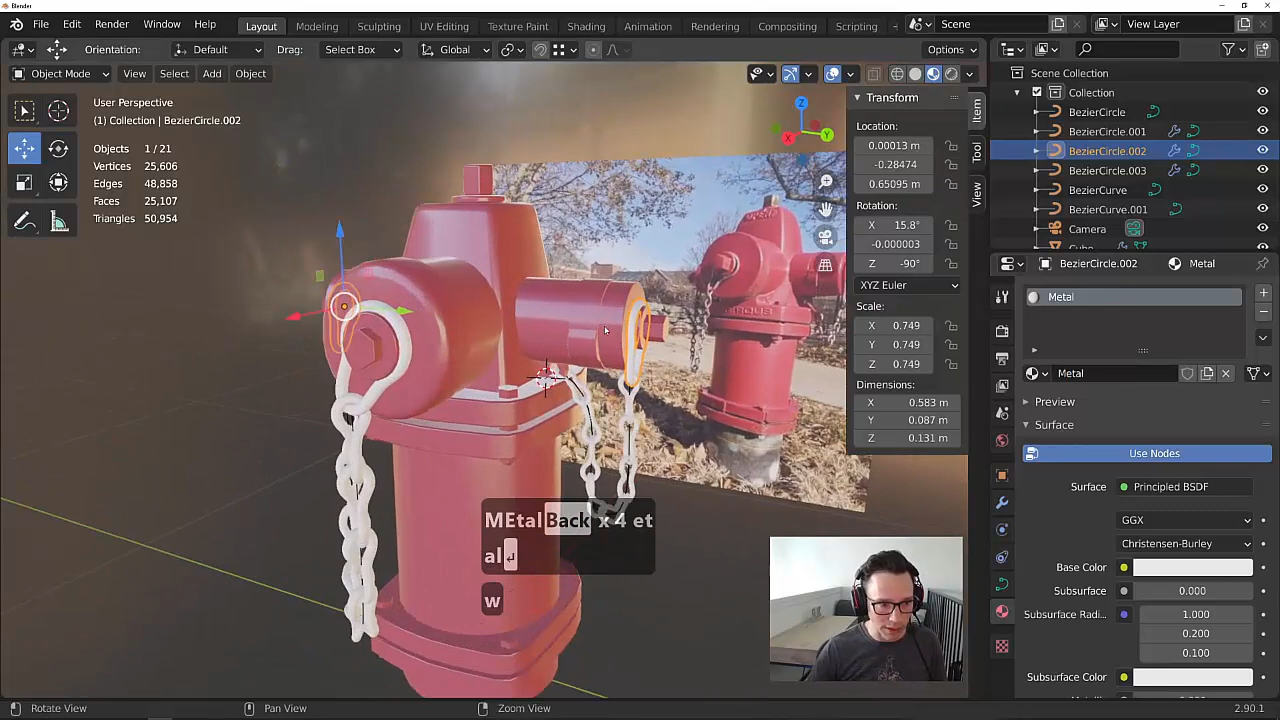 Blender
File Edit Render Window Help Layout Modeling Sculpting UV Editing Texture Paint Shading Animation Rendering Compositing Scripting + Scene View Layer
Orientation: Default Drag: Select Box Global Options
Object Mode View Select Add Object
User Perspective
(1) Collection | BezierCircle.002
Objects 1 / 21
Vertices 25,606
Edges 48,858
Faces 25,107
Triangles 50,954
Z
Y
X
Transform
Location:
0.00013 m
-0.28474
0.65095 m
Rotation:
X 15.8°
-0.000003
Z -90°
XYZ Euler
Scale:
X 0.749
Y 0.749
Z 0.749
Dimensions:
X 0.583 m
Y 0.087 m
Z 0.131 m
Item
Tool
View
Scene Collection
Collection
BezierCircle
BezierCircle.001
BezierCircle.002
BezierCircle.003
BezierCurve
BezierCurve.001
Camera
Cube
BezierCircle.002 Metal
Metal
Metal
Preview
Surface
Use Nodes
Surface Principled BSDF
GGX
Christensen-Burley
Base Color
Subsurface 0.000
Subsurface Radi... 1.000
0.200
0.100
Subsurface Color
MEtal Back x 4 et
al ↵
w
Rotate View Pan View Zoom View 2.90.1